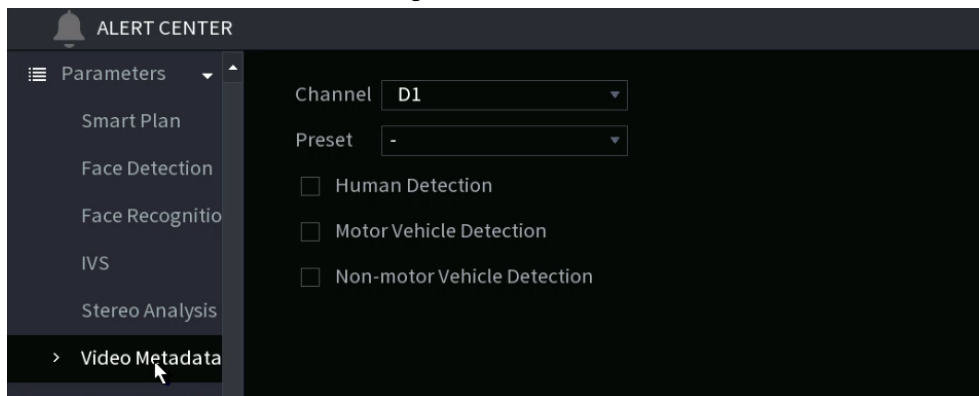 ALERT CENTER
Parameters
Smart Plan
Face Detection
Face Recognitio
IVS
Stereo Analysis
Video Metadata
Channel D1
Preset -
Human Detection
Motor Vehicle Detection
Non-motor Vehicle Detection